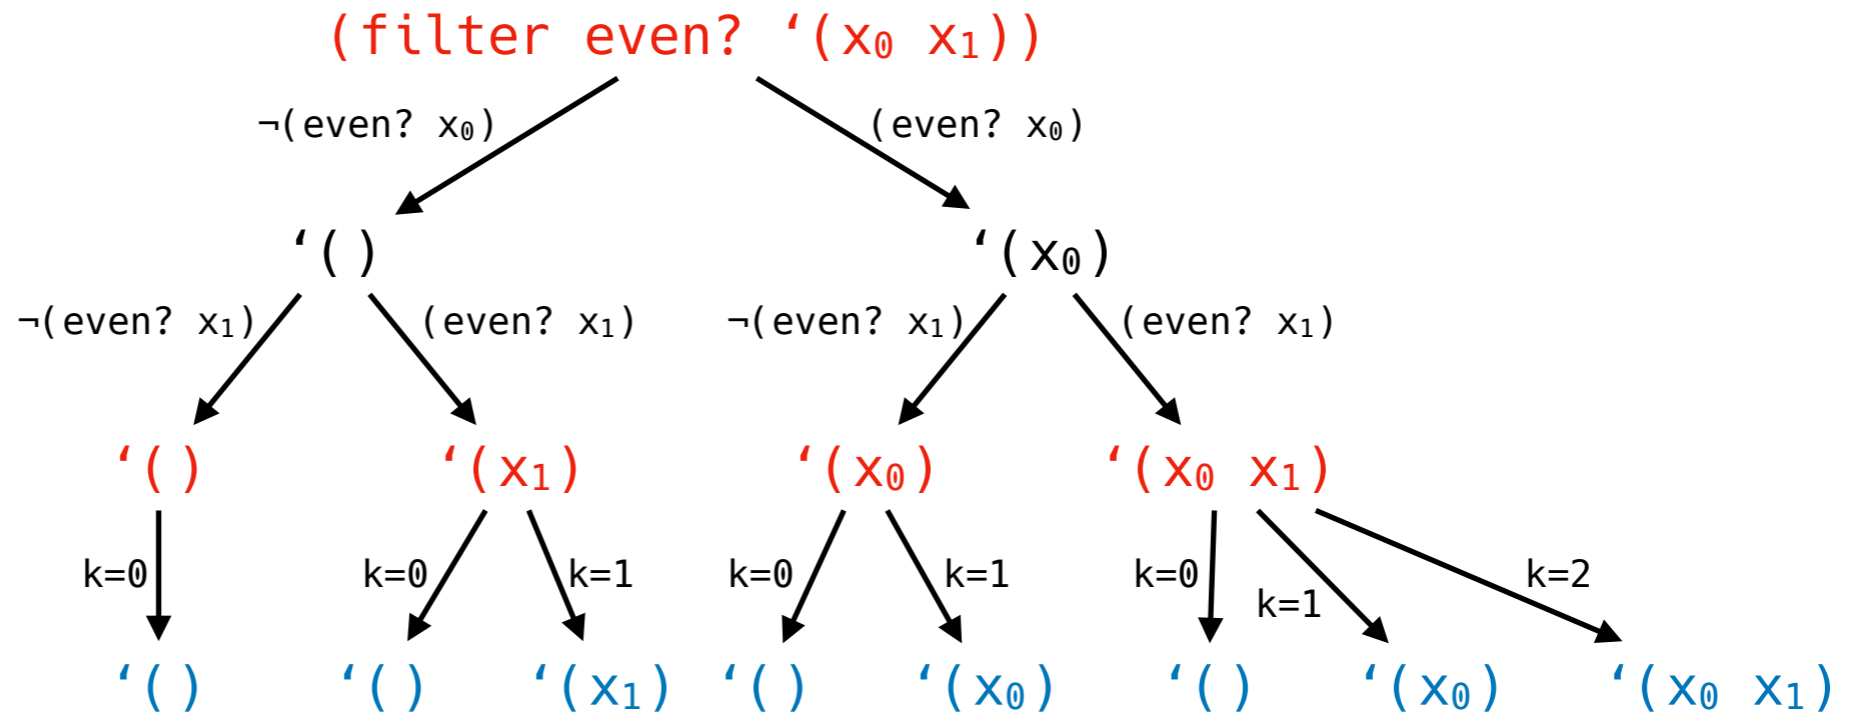 (filter even? ‘(x₀ x₁))
¬(even? x₀) (even? x₀)
‘() ‘(x₀)
¬(even? x₁) (even? x₁) ¬(even? x₁) (even? x₁)
‘() ‘(x₁) ‘(x₀) ‘(x₀ x₁)
k=0 k=0 k=1 k=0 k=1 k=0 k=1 k=2
‘() ‘() ‘(x₁) ‘() ‘(x₀) ‘() ‘(x₀) ‘(x₀ x₁)